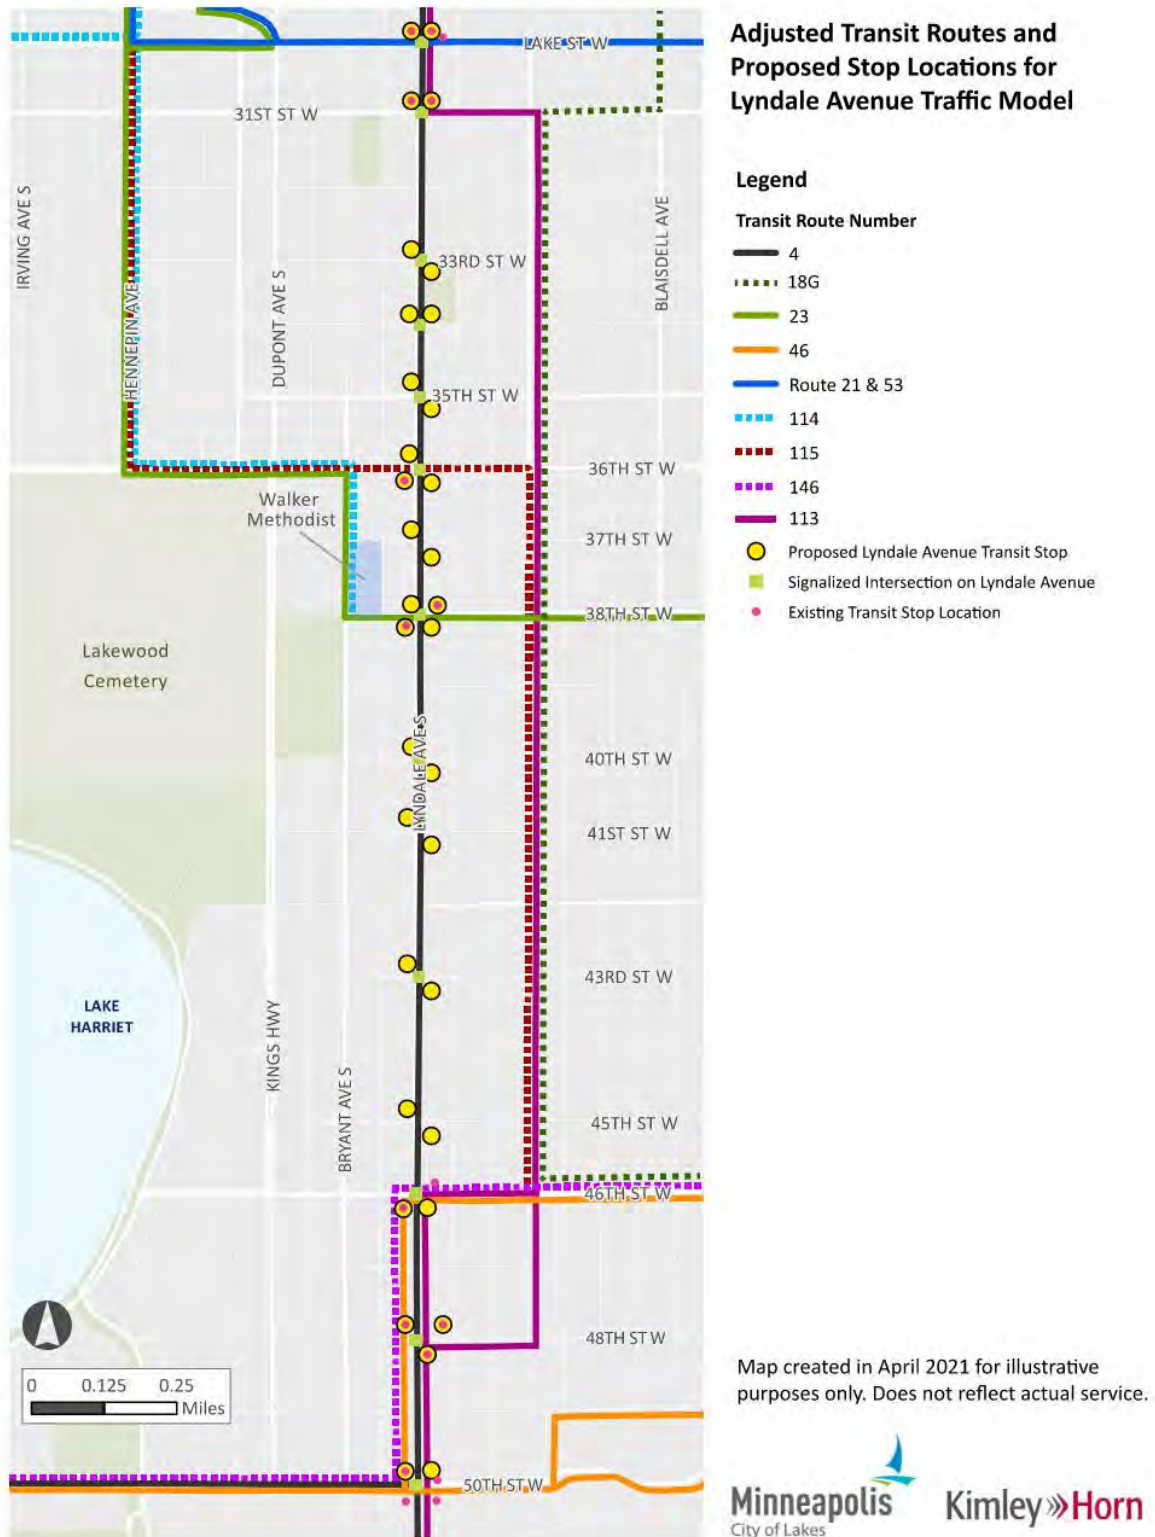 Adjusted Transit Routes and
Proposed Stop Locations for
Lyndale Avenue Traffic Model
Legend
Transit Route Number
4
18G
23
46
Route 21 & 53
114
115
146
113
Proposed Lyndale Avenue Transit Stop
Signalized Intersection on Lyndale Avenue
Existing Transit Stop Location
LAKE ST W
31ST ST W
IRVING AVE S
HENNEPIN AVE
DUPONT AVE S
BLAISDELL AVE
33RD ST W
35TH ST W
36TH ST W
Walker
Methodist
37TH ST W
38TH ST W
Lakewood
Cemetery
LYNDALE AVE S
40TH ST W
41ST ST W
43RD ST W
LAKE
HARRIET
KINGS HWY
BRYANT AVE S
45TH ST W
46TH ST W
48TH ST W
50TH ST W
0 0.125 0.25
Miles
Map created in April 2021 for illustrative
purposes only. Does not reflect actual service.
Minneapolis
City of Lakes
Kimley»Horn